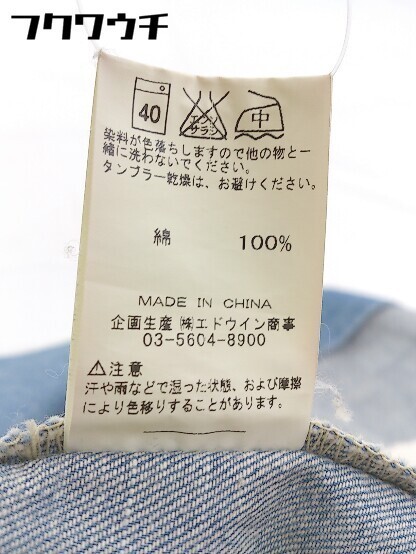 フクワウチ
40
エンソ
サラシ
中
染料が色落ちしますので他の物と一
緒に洗わないでください。
タンブラー乾燥は、お避けください。
綿 100%
MADE IN CHINA
企画生産 ㈱エドウイン商事
03-5604-8900
⚠注意
汗や雨などで湿った状態、および摩擦
により色移りすることがあります。